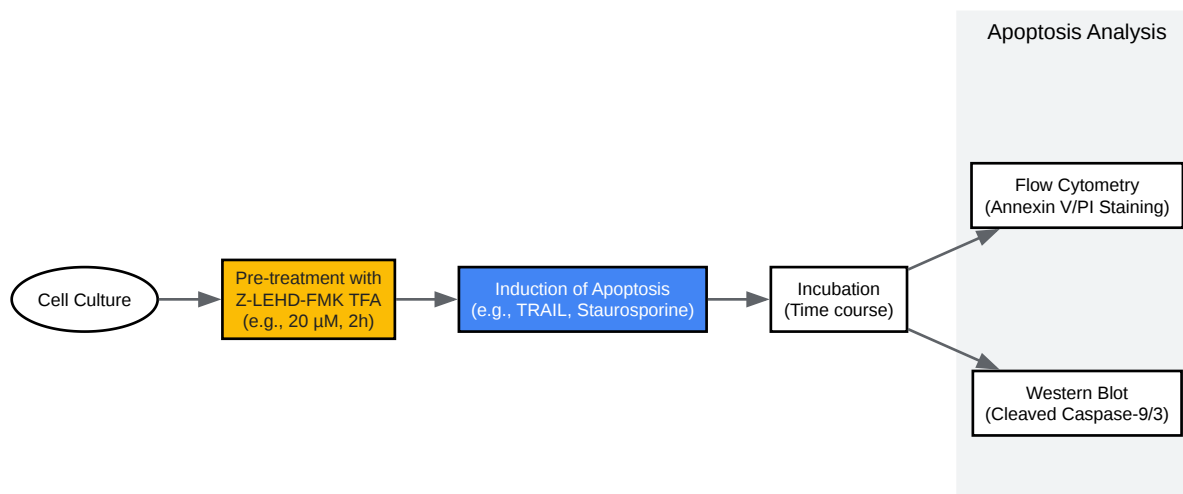 Apoptosis Analysis
Flow Cytometry
(Annexin V/PI Staining)
Cell Culture
Pre-treatment with
Z-LEHD-FMK TFA
(e.g., 20 µM, 2h)
Induction of Apoptosis
(e.g., TRAIL, Staurosporine)
Incubation
(Time course)
Western Blot
(Cleaved Caspase-9/3)